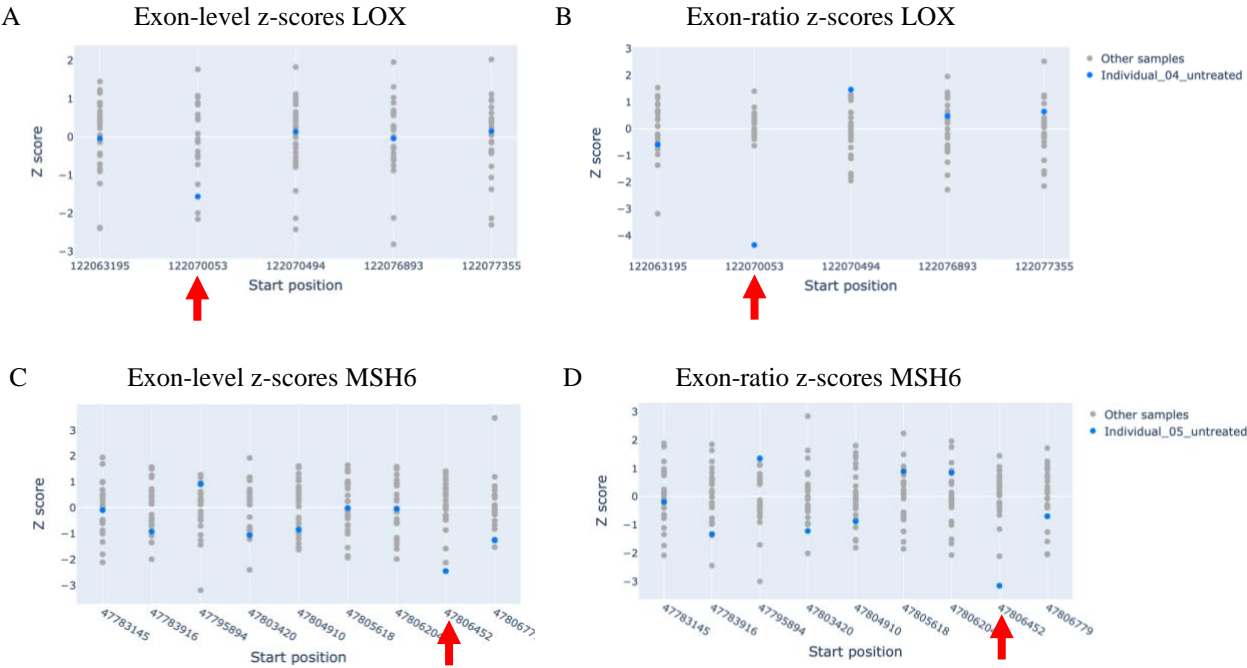 A Exon-level z-scores LOX
B Exon-ratio z-scores LOX
2
1
0
−1
−2
−3
Z score
122063195 122070053 122070494 122076893 122077355
Start position
3
2
1
0
−1
−2
−3
−4
Z score
122063195 122070053 122070494 122076893 122077355
Start position
Other samples
Individual_04_untreated
C Exon-level z-scores MSH6
D Exon-ratio z-scores MSH6
3
2
1
0
−1
−2
−3
Z score
47783145 47783916 47795894 47803420 47804910 47805618 4780620 47806452 4780677
Start position
3
2
1
0
−1
−2
−3
Z score
47783145 47783916 47795894 47803420 47804910 47805618 4780620 47806452 47806779
Start position
Other samples
Individual_05_untreated